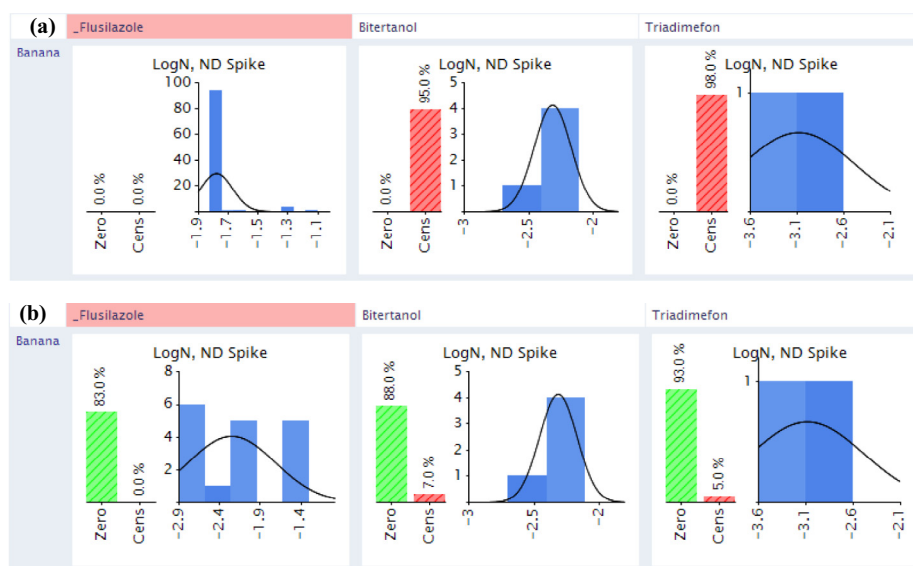 (a)
_Flusilazole
Bitertanol
Triadimefon
Banana
LogN, ND Spike
100
80
60
40
20
0.0 %
0.0 %
Zero
Cens
−1.9
−1.7
−1.5
−1.3
−1.1
LogN, ND Spike
5
4
3
2
1
0.0 %
95.0 %
Zero
Cens
−3
−2.5
−2
LogN, ND Spike
1
0.0 %
98.0 %
Zero
Cens
−3.6
−3.1
−2.6
−2.1
(b)
_Flusilazole
Bitertanol
Triadimefon
Banana
LogN, ND Spike
8
6
4
2
83.0 %
0.0 %
Zero
Cens
−2.9
−2.4
−1.9
−1.4
LogN, ND Spike
5
4
3
2
1
88.0 %
7.0 %
Zero
Cens
−3
−2.5
−2
LogN, ND Spike
1
93.0 %
5.0 %
Zero
Cens
−3.6
−3.1
−2.6
−2.1